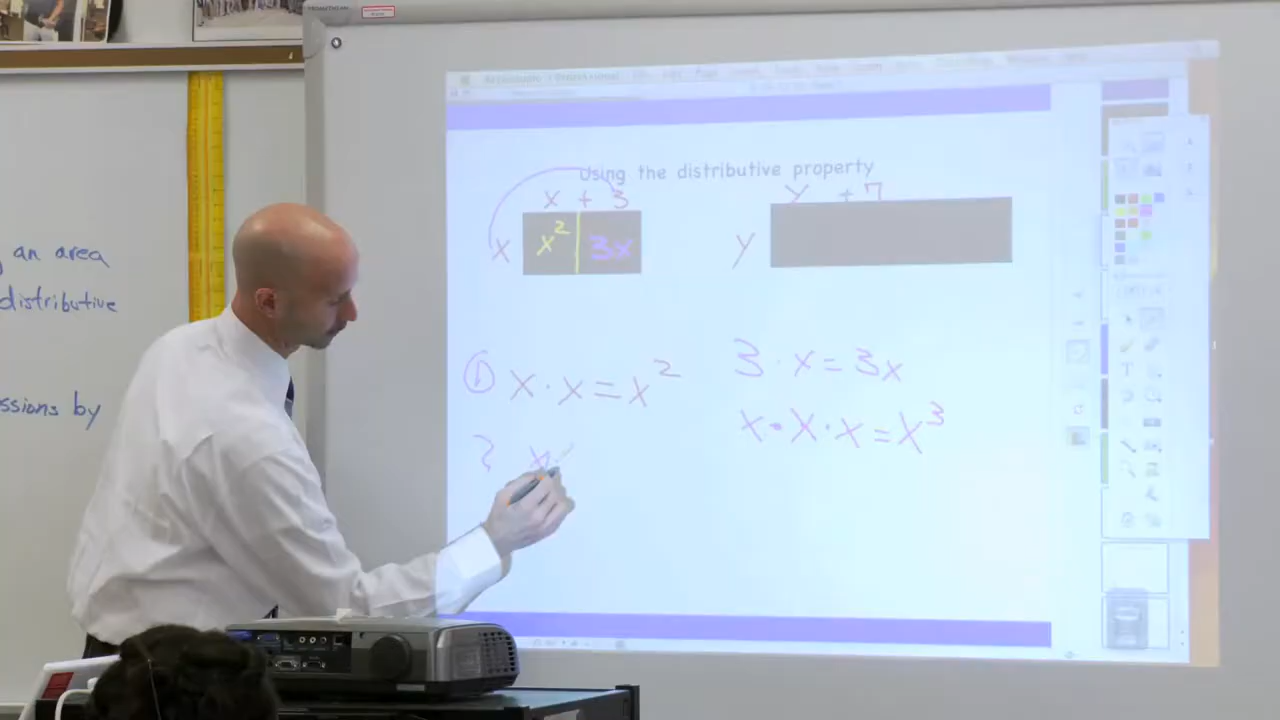 an area
distributive
ssions by
Using the distributive property
x + 3
x
x²
3x
y + 7
y
① x · x = x²
3 · x = 3x
x · x · x = x³
2 x